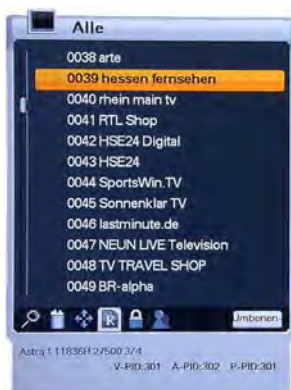 Alle
0038 arte
0039 hessen fernsehen
0040 rhein main tv
0041 RTL Shop
0042 HSE24 Digital
0043 HSE24
0044 SportsWin.TV
0045 Sonnenklar TV
0046 lastminute.de
0047 NEUN LIVE Television
0048 TV TRAVEL SHOP
0049 BR-alpha
R
Umbenen
Astra 1 11836H 27500 3/4
V-PID:301 A-PID:302 P-PID:301